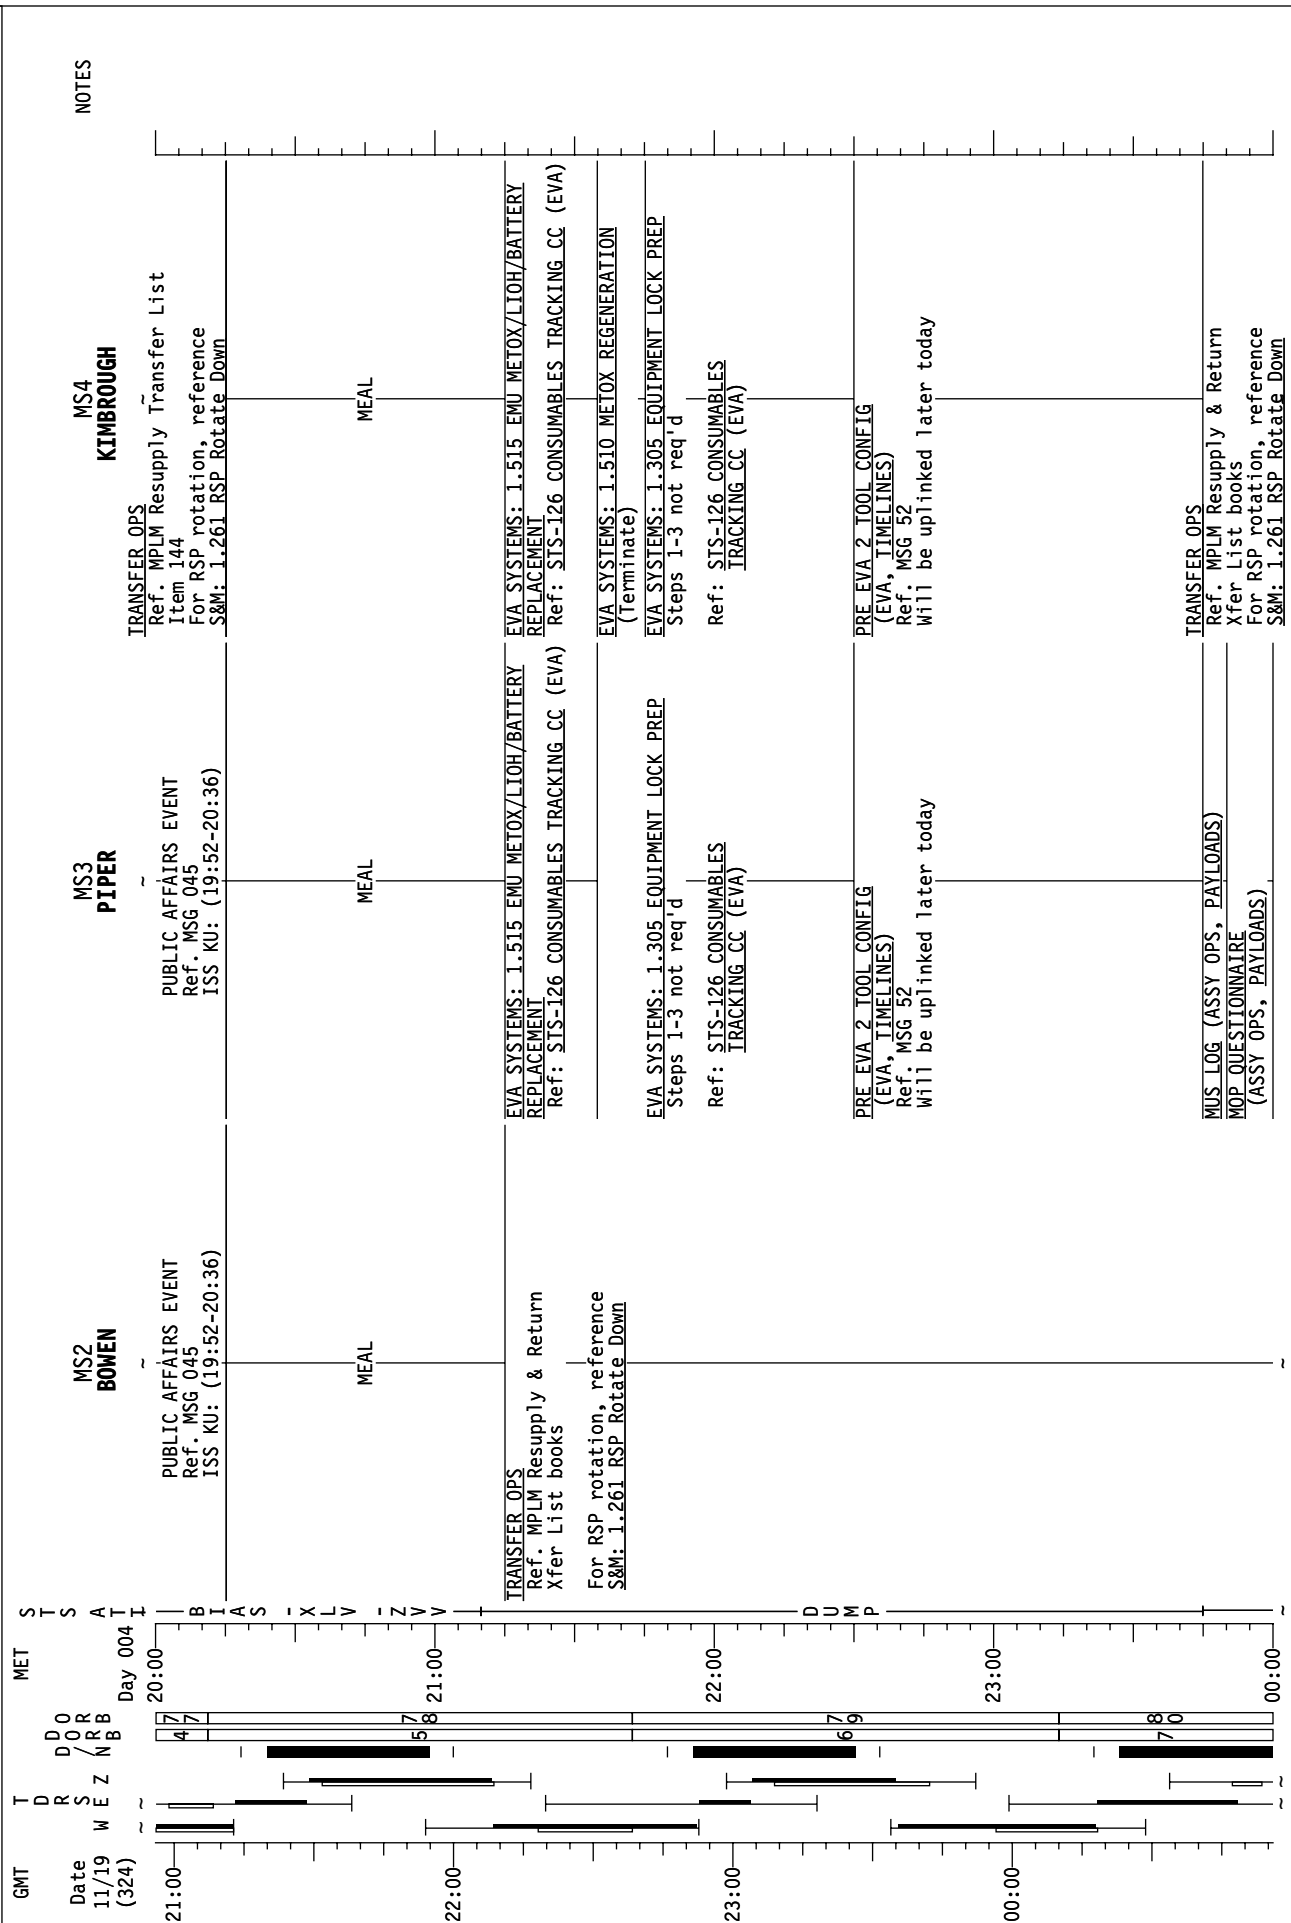 GMT
Date
11/19
(324)
21:00
22:00
23:00
00:00
T
D
R
S
W E Z
D D O
/ O R
N R B
B
4 77
5 78
6 79
7 80
MET
Day 004
20:00
21:00
22:00
23:00
00:00
S
T
S
A
T
T
B
I
A
S
-
X
L
V
-
Z
V
V
D
U
M
P
MS2
BOWEN
PUBLIC AFFAIRS EVENT
Ref. MSG 045
ISS KU: (19:52-20:36)
MEAL
TRANSFER OPS
Ref. MPLM Resupply & Return
Xfer List books
For RSP rotation, reference
S&M: 1.261 RSP Rotate Down
MS3
PIPER
PUBLIC AFFAIRS EVENT
Ref. MSG 045
ISS KU: (19:52-20:36)
MEAL
EVA SYSTEMS: 1.515 EMU METOX/LIOH/BATTERY
REPLACEMENT
Ref: STS-126 CONSUMABLES TRACKING CC (EVA)
EVA SYSTEMS: 1.305 EQUIPMENT LOCK PREP
Steps 1-3 not req'd
Ref: STS-126 CONSUMABLES
TRACKING CC (EVA)
PRE EVA 2 TOOL CONFIG
(EVA, TIMELINES)
Ref. MSG 52
Will be uplinked later today
MUS LOG (ASSY OPS, PAYLOADS)
MOP QUESTIONNAIRE
(ASSY OPS, PAYLOADS)
MS4
KIMBROUGH
TRANSFER OPS
Ref. MPLM Resupply Transfer List
Item 144
For RSP rotation, reference
S&M: 1.261 RSP Rotate Down
MEAL
EVA SYSTEMS: 1.515 EMU METOX/LIOH/BATTERY
REPLACEMENT
Ref: STS-126 CONSUMABLES TRACKING CC (EVA)
EVA SYSTEMS: 1.510 METOX REGENERATION
(Terminate)
EVA SYSTEMS: 1.305 EQUIPMENT LOCK PREP
Steps 1-3 not req'd
Ref: STS-126 CONSUMABLES
TRACKING CC (EVA)
PRE EVA 2 TOOL CONFIG
(EVA, TIMELINES)
Ref. MSG 52
Will be uplinked later today
TRANSFER OPS
Ref. MPLM Resupply & Return
Xfer List books
For RSP rotation, reference
S&M: 1.261 RSP Rotate Down
NOTES